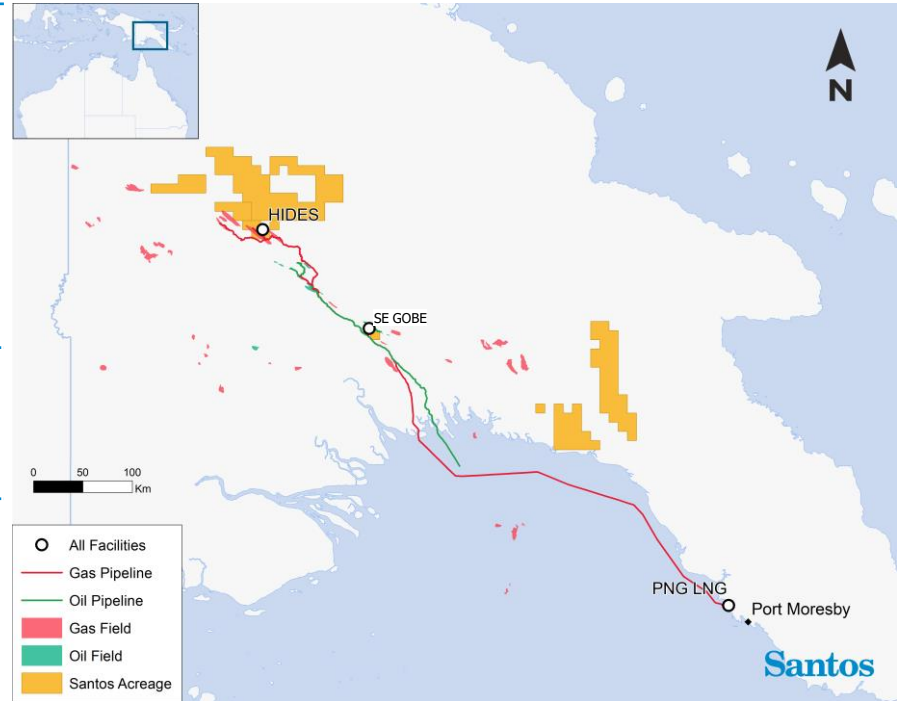 N
HIDES
SE GOBE
0 50 100
Km
All Facilities
Gas Pipeline
Oil Pipeline
Gas Field
Oil Field
Santos Acreage
PNG LNG
Port Moresby
Santos